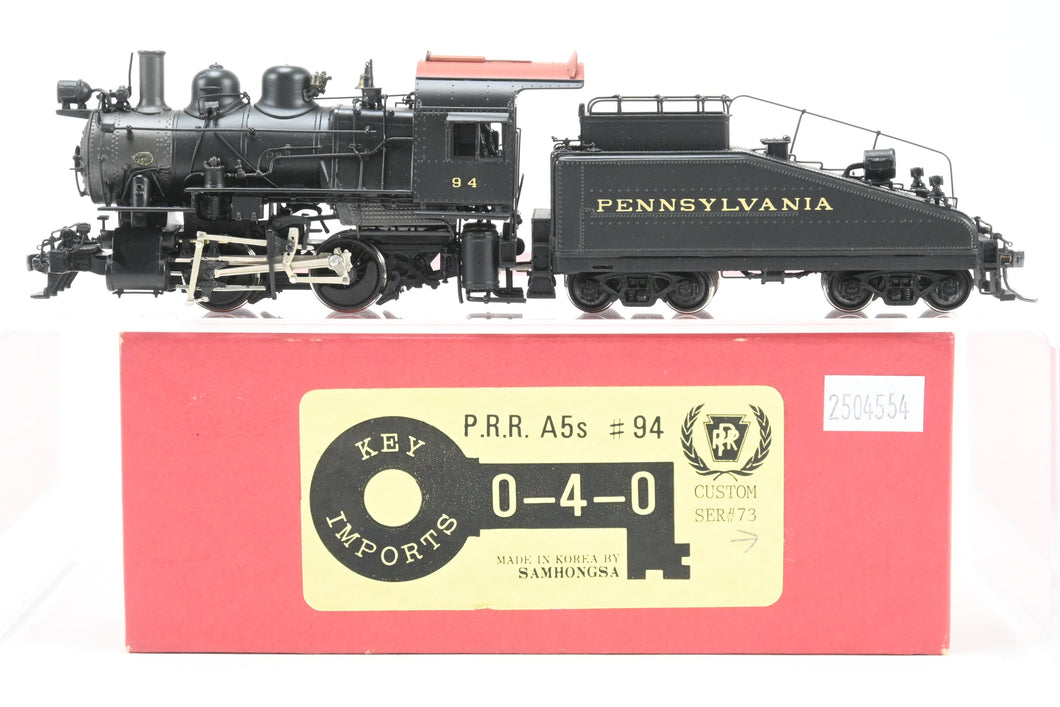 94
PENNSYLVANIA
P.R.R. A5s #94
2504554
KEY
IMPORTS
0-4-0
PRR
CUSTOM
SER#73
MADE IN KOREA BY
SAMHONGSA